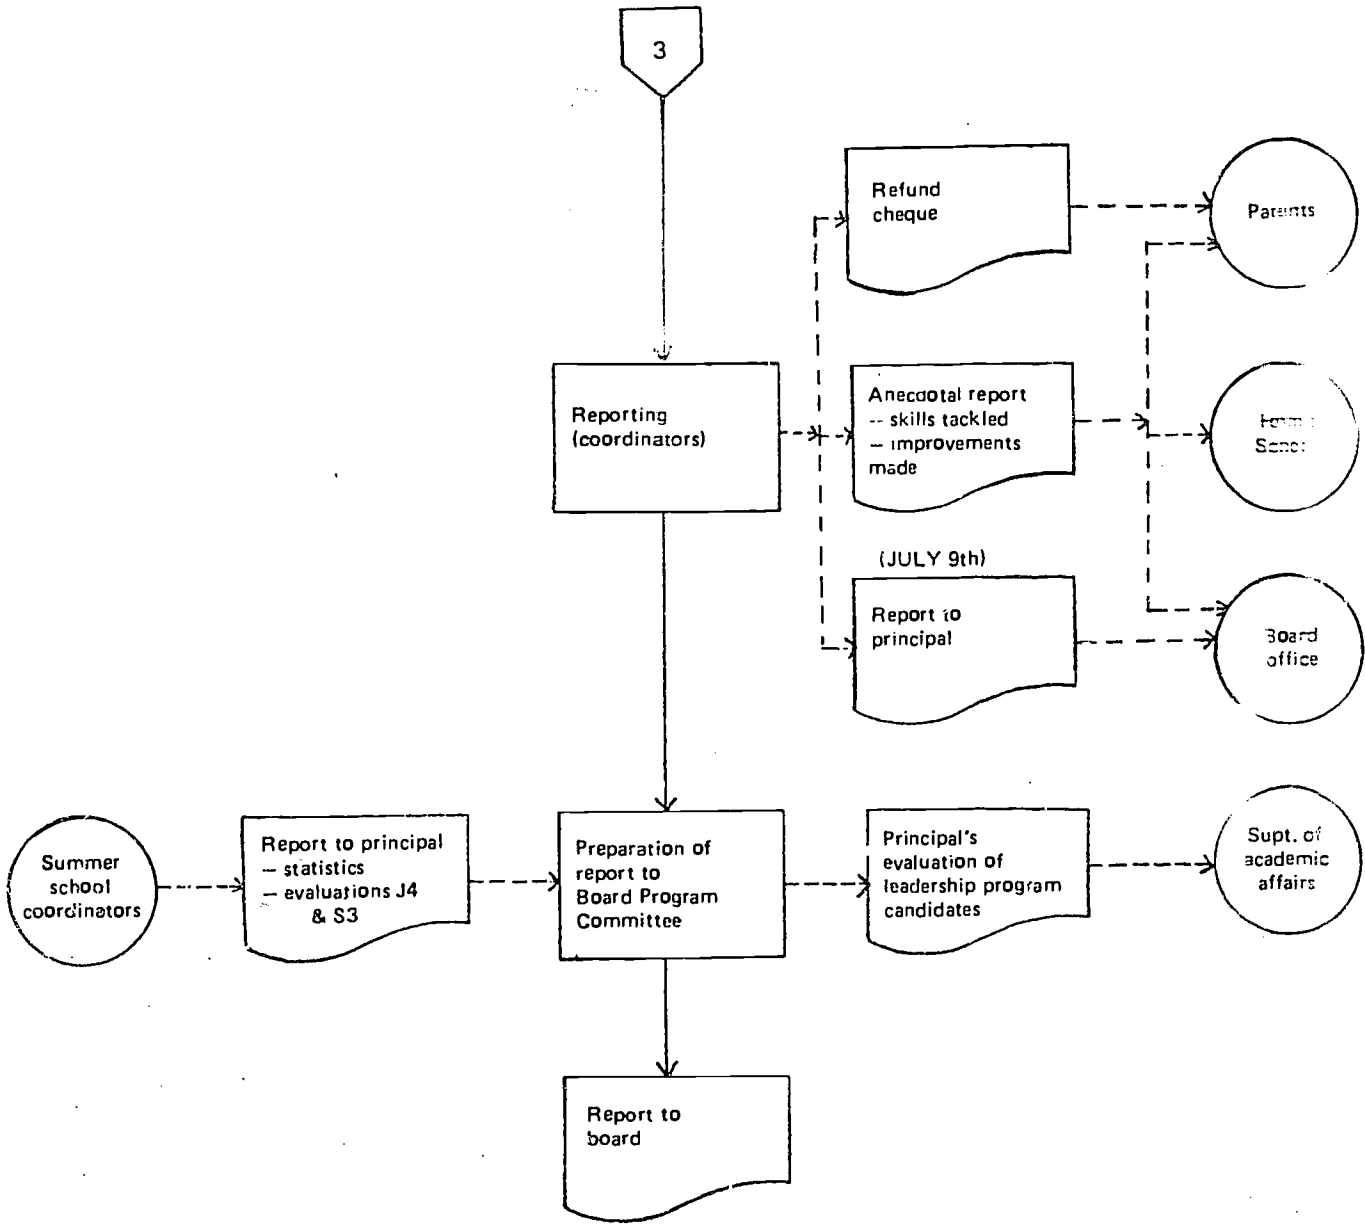 3
Refund
cheque
Parents
Reporting
(coordinators)
Anecdotal report
-- skills tackled
– improvements
made
(JULY 9th)
Report to
principal
Board
office
Summer
school
coordinators
Report to principal
– statistics
– evaluations J4
& S3
Preparation of
report to
Board Program
Committee
Principal's
evaluation of
leadership program
candidates
Supt. of
academic
affairs
Report to
board